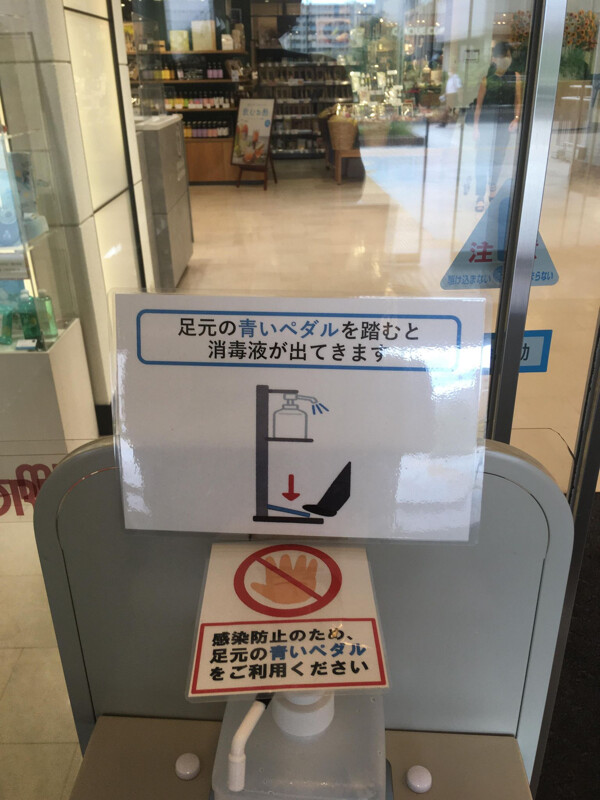 注
足元の青いペダルを踏むと
消毒液が出てきます
感染防止のため、
足元の青いペダル
をご利用ください